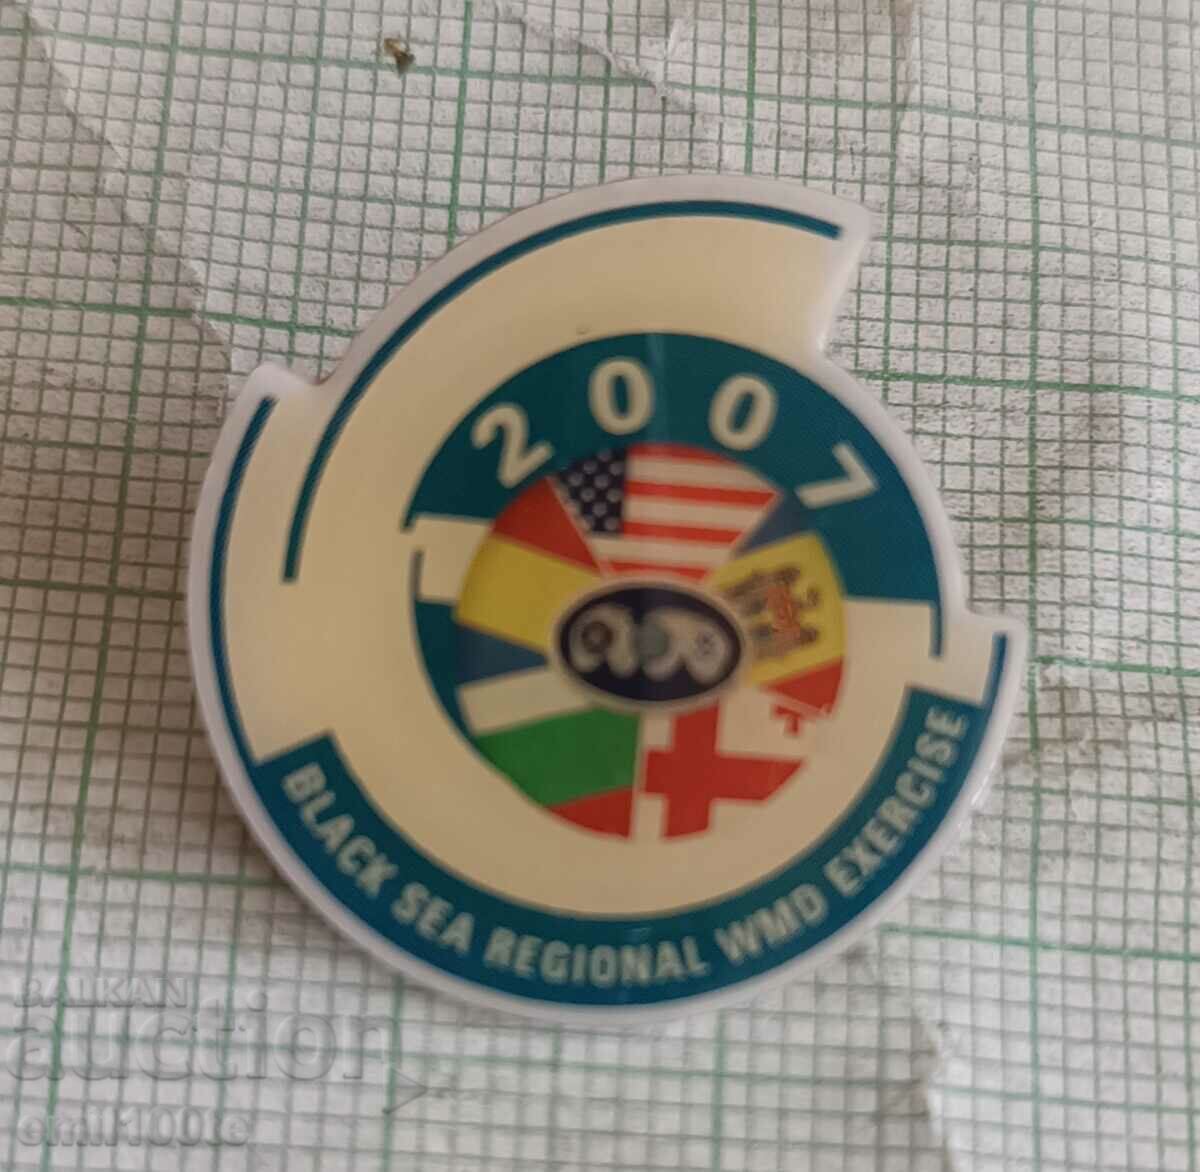 2007
BLACK SEA REGIONAL WMD EXERCISE
BALKAN
auction
emil100te